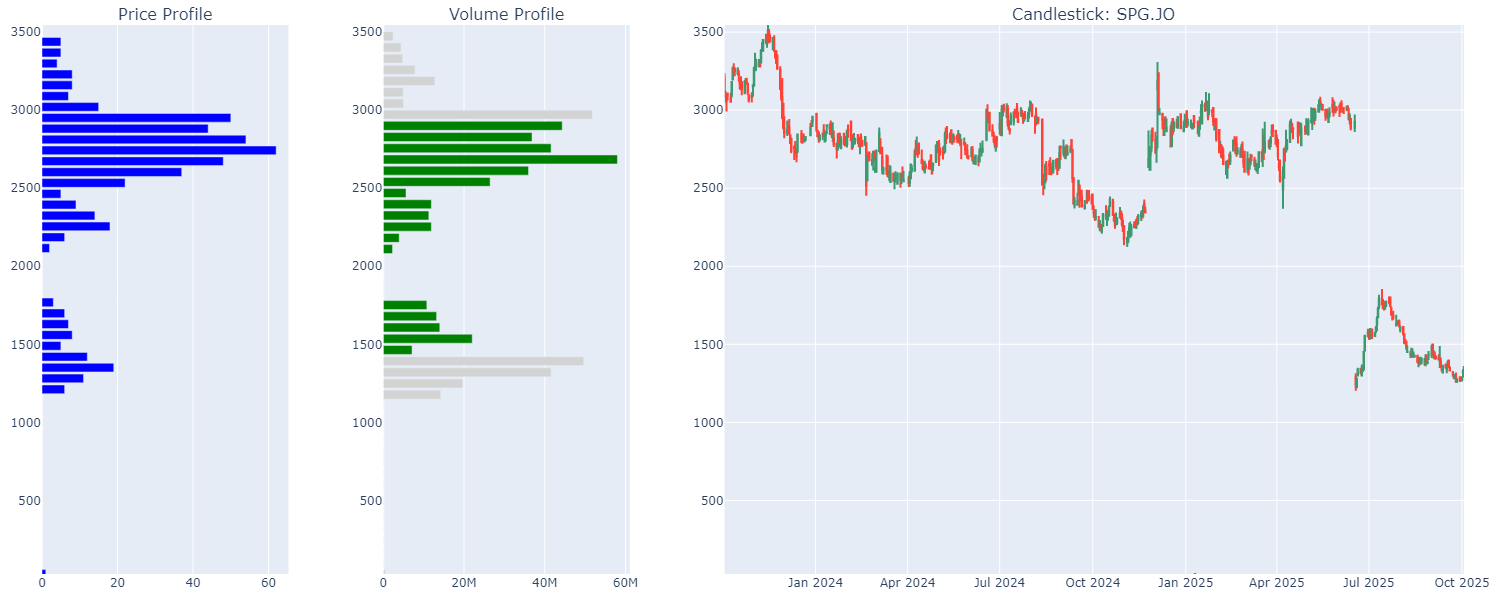 Price Profile
Volume Profile
Candlestick: SPG.JO
3500
3000
2500
2000
1500
1000
500
0
20
40
60
3500
3000
2500
2000
1500
1000
500
0
20M
40M
60M
3500
3000
2500
2000
1500
1000
500
Jan 2024
Apr 2024
Jul 2024
Oct 2024
Jan 2025
Apr 2025
Jul 2025
Oct 2025